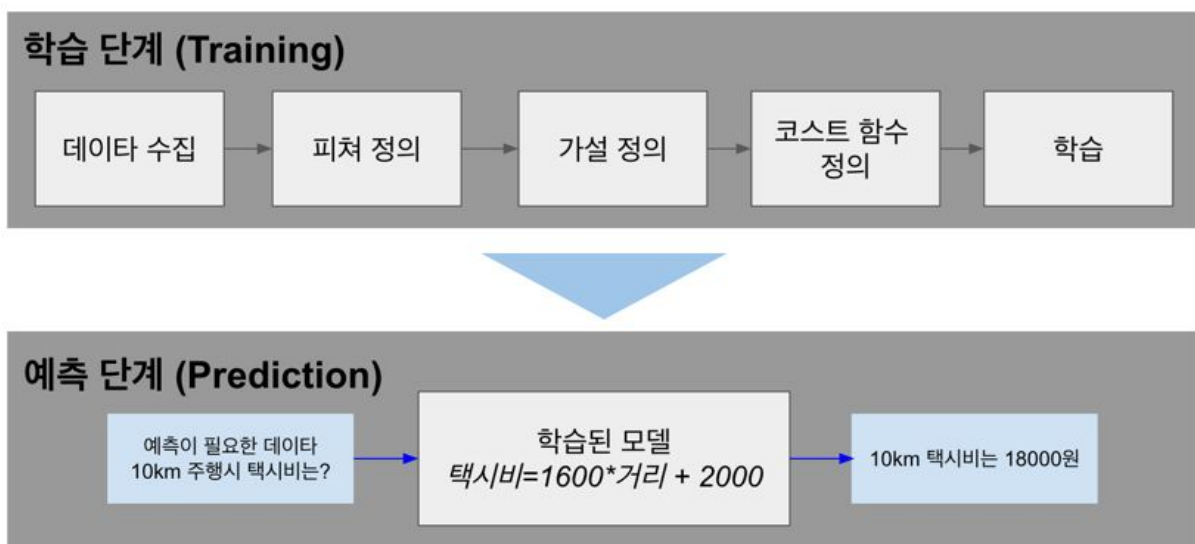 학습 단계 (Training)
데이타 수집
피쳐 정의
가설 정의
코스트 함수
정의
학습
예측 단계 (Prediction)
예측이 필요한 데이타
10km 주행시 택시비는?
학습된 모델
택시비=1600*거리 + 2000
10km 택시비는 18000원